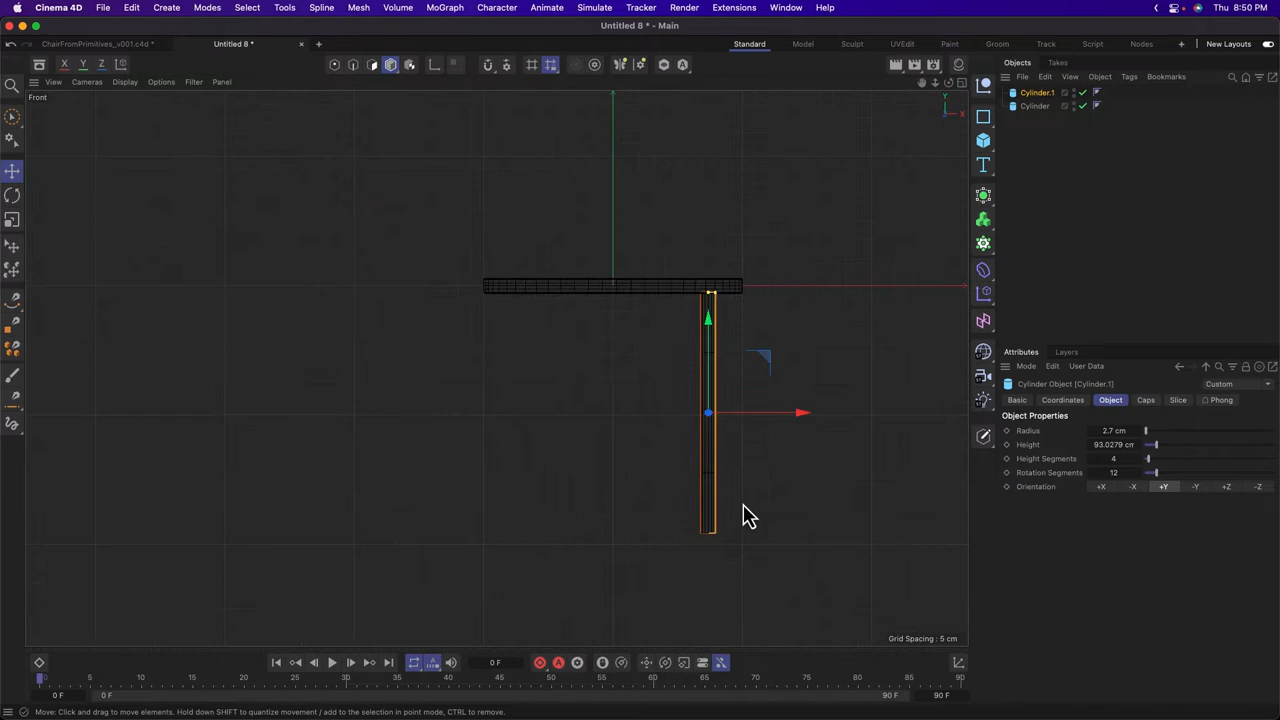 Cinema 4D File Edit Create Modes Select Tools Spline Mesh Volume MoGraph Character Animate Simulate Tracker Render Extensions Window Help Thu 8:50 PM
Untitled 8 * - Main
ChairFromPrimitives_v001.c4d * Untitled 8 * Standard Model Sculpt UVEdit Paint Groom Track Script Nodes New Layouts
X Y Z Objects Takes
View Cameras Display Options Filter Panel File Edit View Object Tags Bookmarks
Front
Y
X
Cylinder.1
Cylinder
Attributes Layers
Mode Edit User Data
Cylinder Object [Cylinder.1] Custom
Basic Coordinates Object Caps Slice Phong
Object Properties
Radius 2.7 cm
Height 93.0279 cm
Height Segments 4
Rotation Segments 12
Orientation +X -X +Y -Y +Z -Z
Grid Spacing : 5 cm
0 F
0 5 10 15 20 25 30 35 40 45 50 55 60 65 70 75 80 85 90
0 F 0 F 90 F 90 F
Move: Click and drag to move elements. Hold down SHIFT to quantize movement / add to the selection in point mode, CTRL to remove.